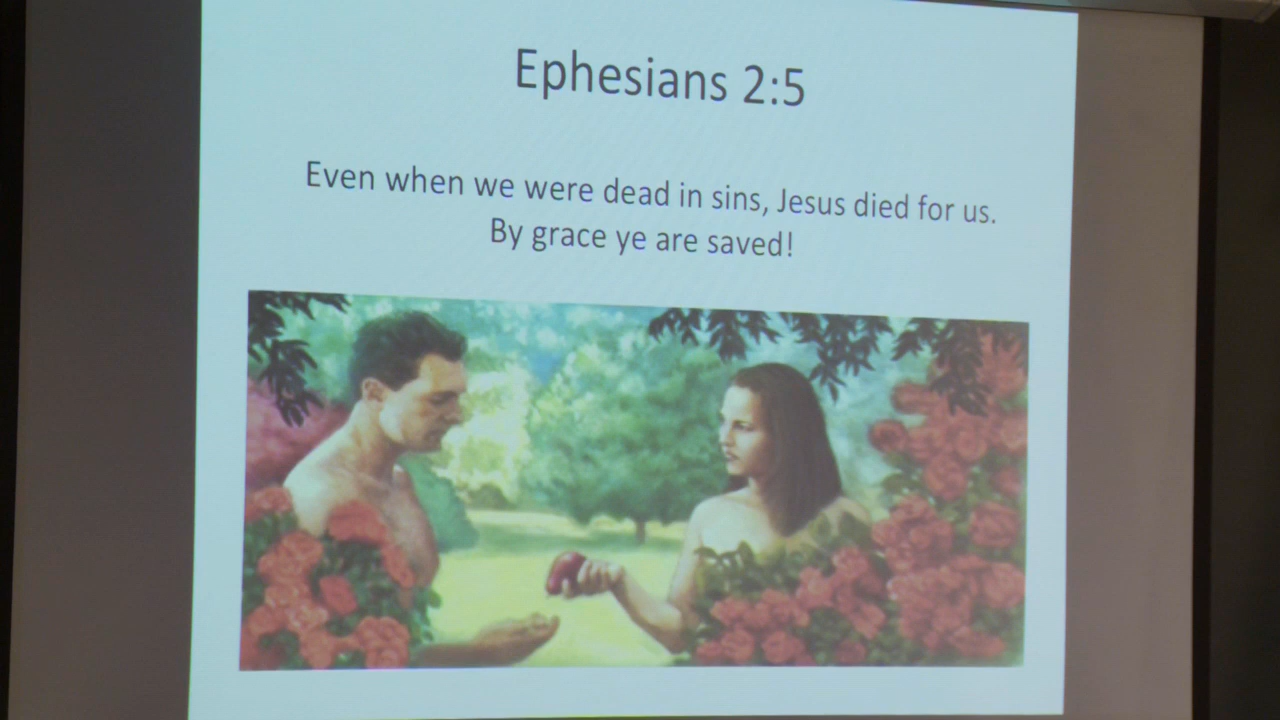 Ephesians 2:5
Even when we were dead in sins, Jesus died for us.
By grace ye are saved!